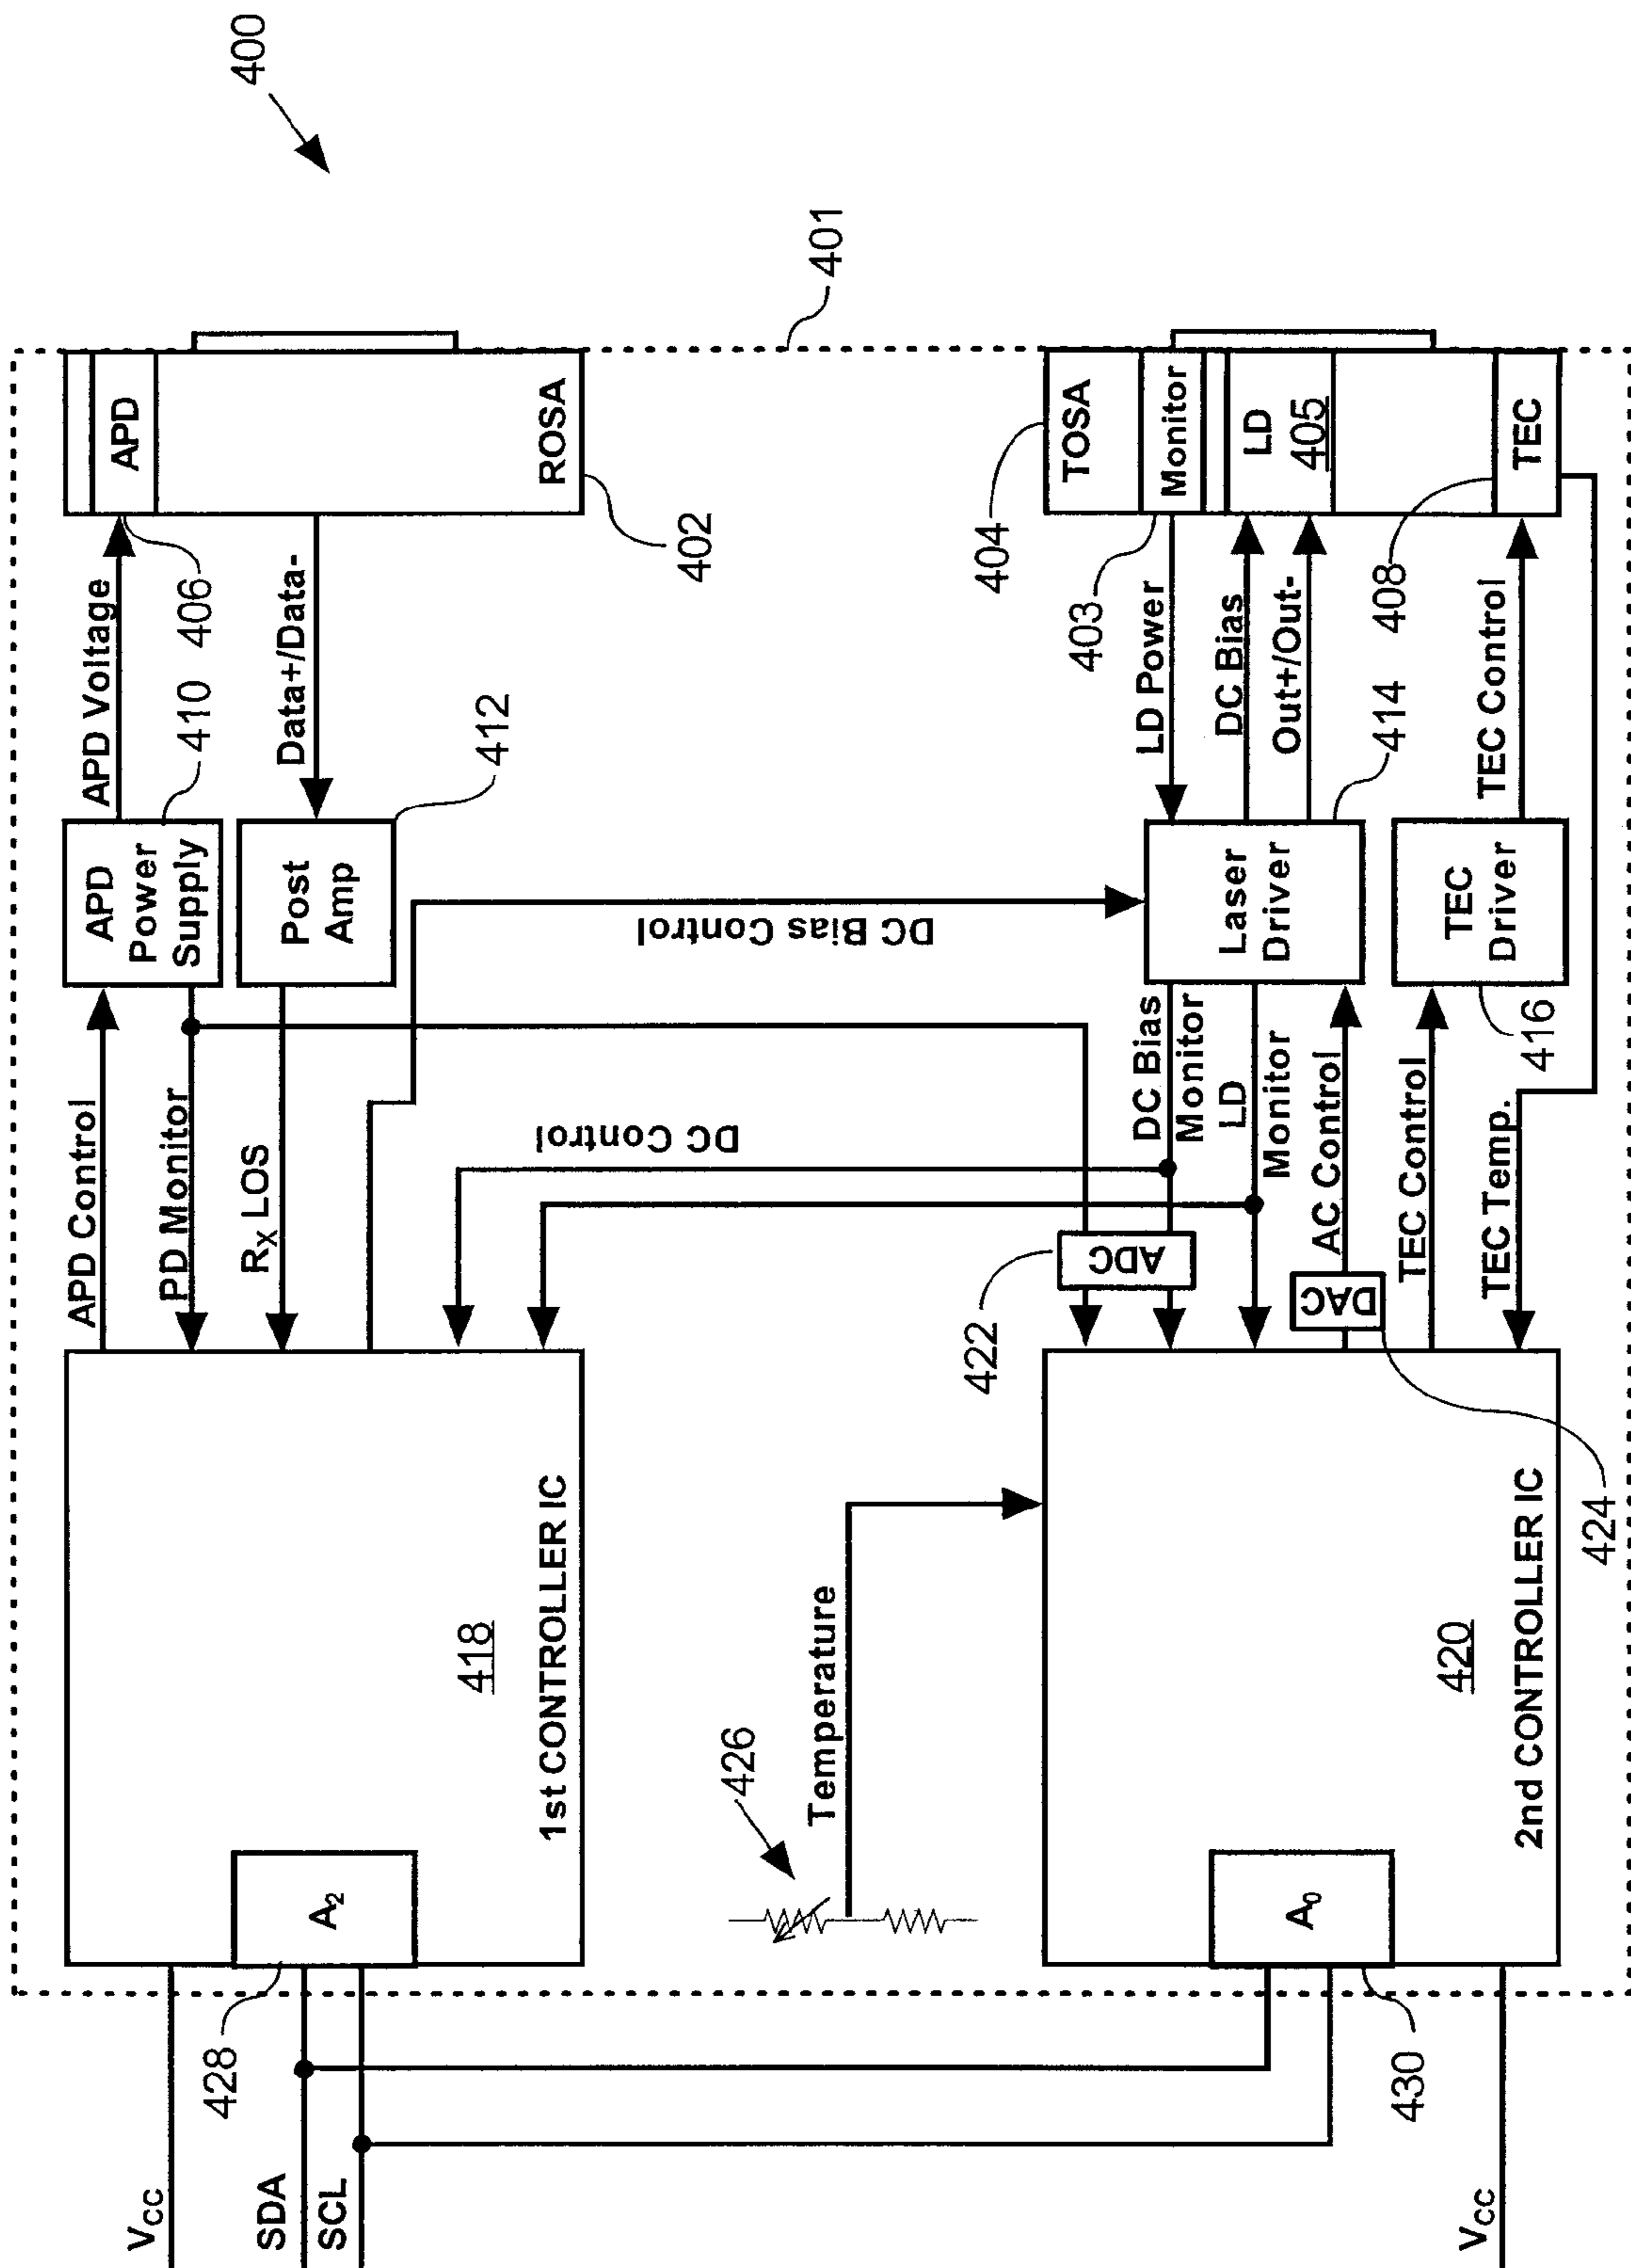 400
401
APD
ROSA
402
APD Voltage
406
410
Data+/Data-
412
APD
Power
Supply
Post
Amp
APD Control
PD Monitor
RX LOS
DC Bias Control
DC Control
418
1st CONTROLLER IC
A2
428
VCC
SDA
SCL
TOSA
404
Monitor
403
LD
405
TEC
408
LD Power
DC Bias
Out+/Out-
414
TEC Control
Laser
Driver
TEC
Driver
416
DC Bias
Monitor
LD
Monitor
AC Control
TEC Control
TEC Temp.
ADC
422
DAC
424
Temperature
426
420
2nd CONTROLLER IC
A0
430
VCC